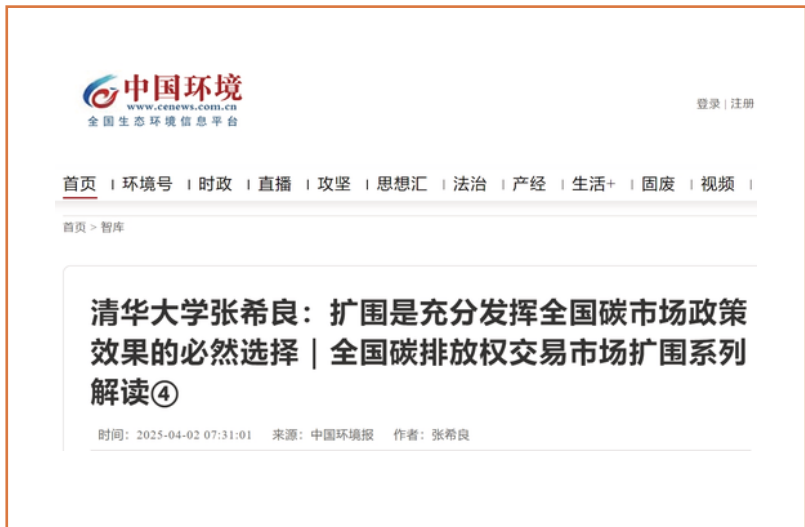 中国环境
www.cenews.com.cn
全国生态环境信息平台
登录 | 注册
首页 | 环境号 | 时政 | 直播 | 攻坚 | 思想汇 | 法治 | 产经 | 生活+ | 固废 | 视频 |
首页 > 智库
清华大学张希良：扩围是充分发挥全国碳市场政策
效果的必然选择｜全国碳排放权交易市场扩围系列
解读④
时间：2025-04-02 07:31:01 来源：中国环境报 作者：张希良